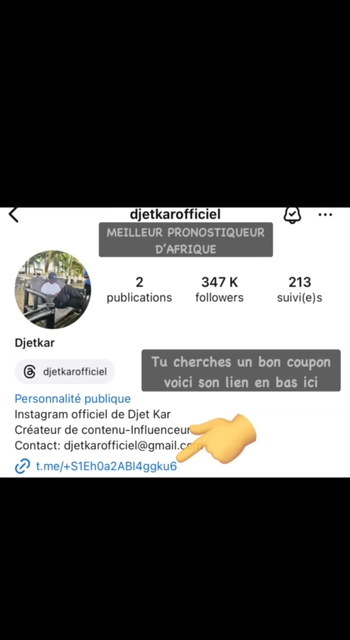 djetkarofficiel
MEILLEUR PRONOSTIQUEUR
D'AFRIQUE
2
publications
347 K
followers
213
suivi(e)s
Djetkar
djetkarofficiel
Tu cherches un bon coupon
voici son lien en bas ici
Personnalité publique
Instagram officiel de Djet Kar
Créateur de contenu-Influenceur
Contact: djetkarofficiel@gmail.co
t.me/+S1Eh0a2ABl4ggku6